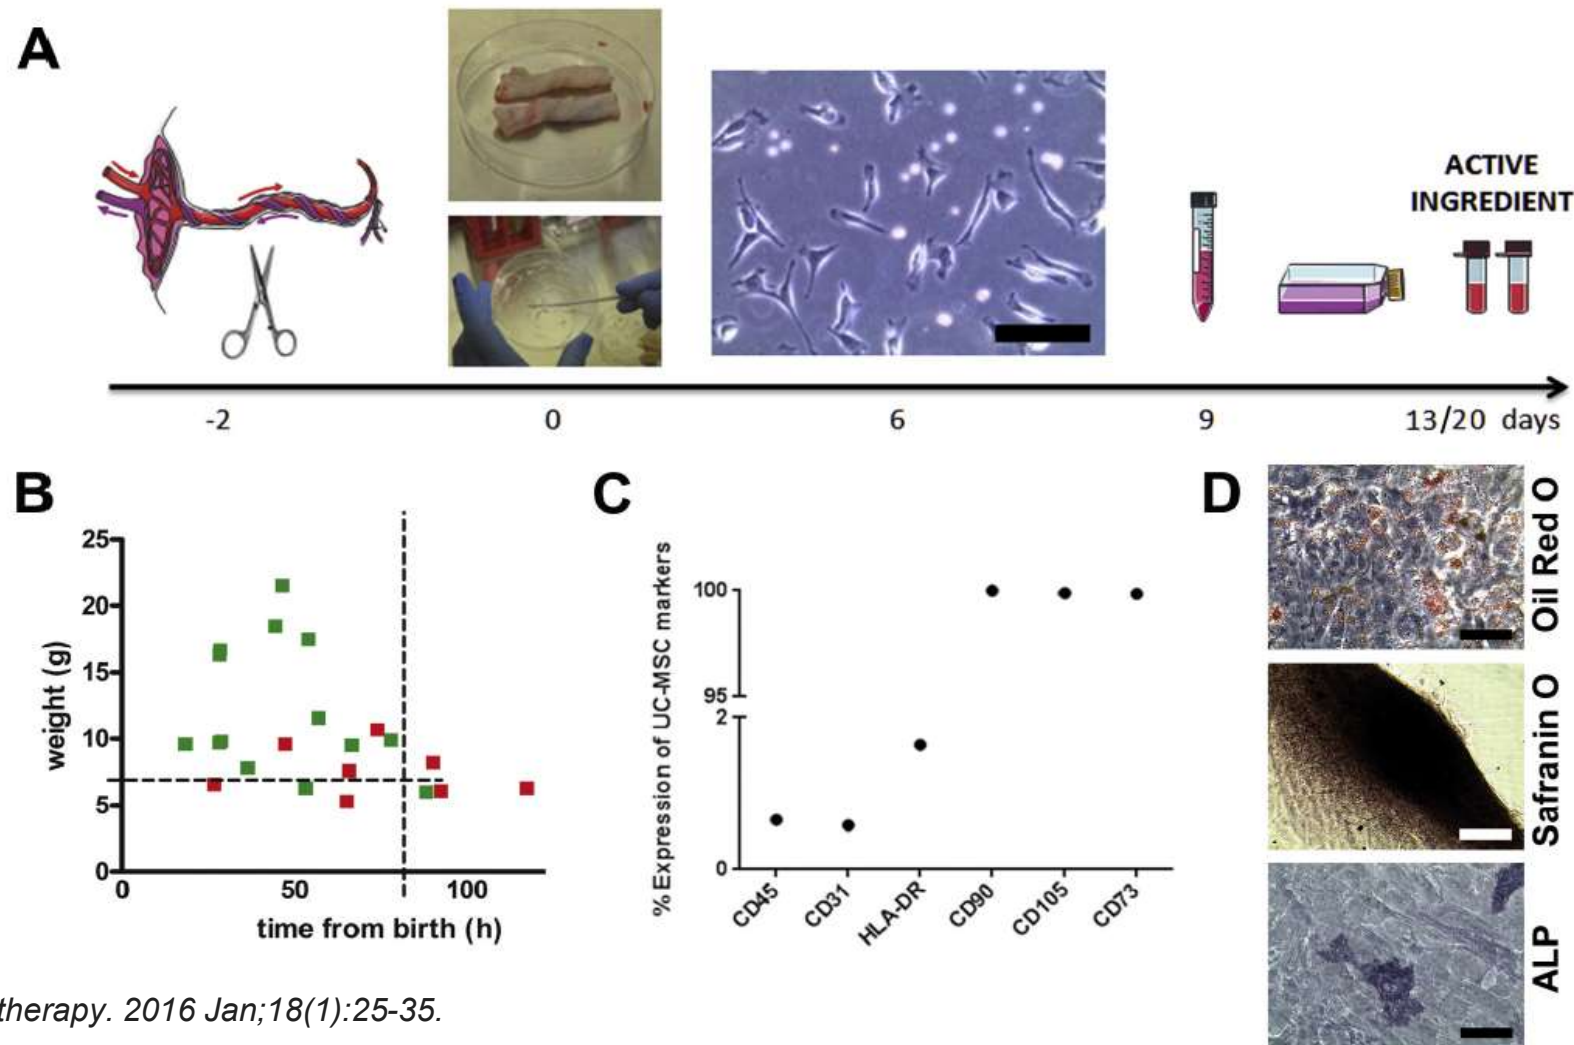 A
ACTIVE
INGREDIENT
-2 0 6 9 13/20 days
B
weight (g)
25
20
15
10
5
0
0 50 100
time from birth (h)
C
% Expression of UC-MSC markers
100
95
2
0
CD45 CD31 HLA-DR CD90 CD105 CD73
D
Oil Red O
Safranin O
ALP
therapy. 2016 Jan;18(1):25-35.